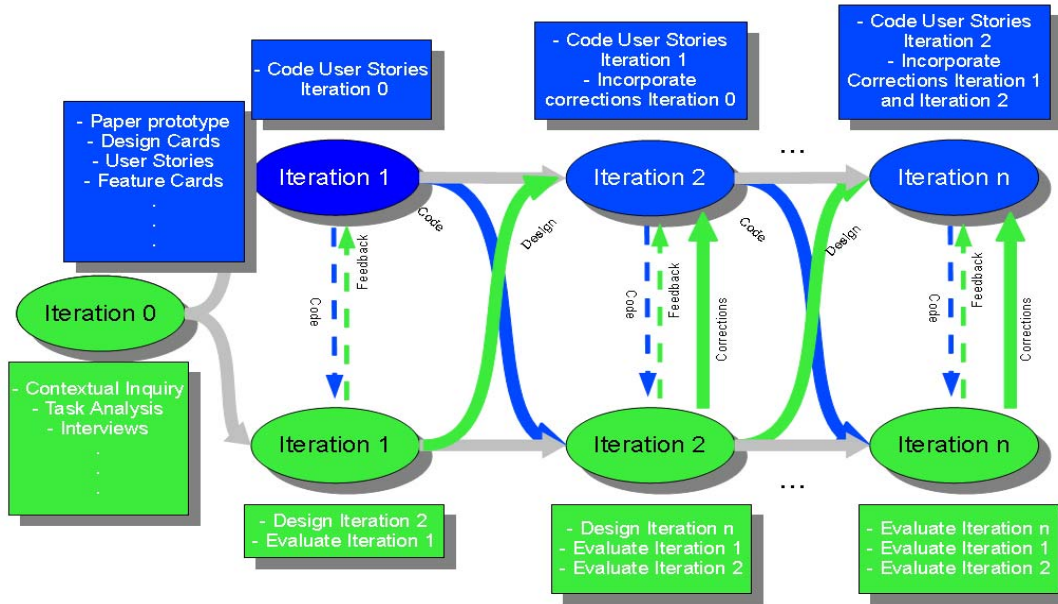 - Code User Stories
Iteration 0
- Code User Stories
Iteration 1
- Incorporate
corrections Iteration 0
- Code User Stories
Iteration 2
- Incorporate
Corrections Iteration 1
and Iteration 2
- Paper prototype
- Design Cards
- User Stories
- Feature Cards
.
.
.
Iteration 1
Iteration 2
...
Iteration n
Code
Design
Code
Design
Code
Feedback
Code
Feedback
Corrections
Code
Feedback
Corrections
Iteration 0
- Contextual Inquiry
- Task Analysis
- Interviews
.
.
.
Iteration 1
Iteration 2
...
Iteration n
- Design Iteration 2
- Evaluate Iteration 1
- Design Iteration n
- Evaluate Iteration 1
- Evaluate Iteration 2
- Evaluate Iteration n
- Evaluate Iteration 1
- Evaluate Iteration 2